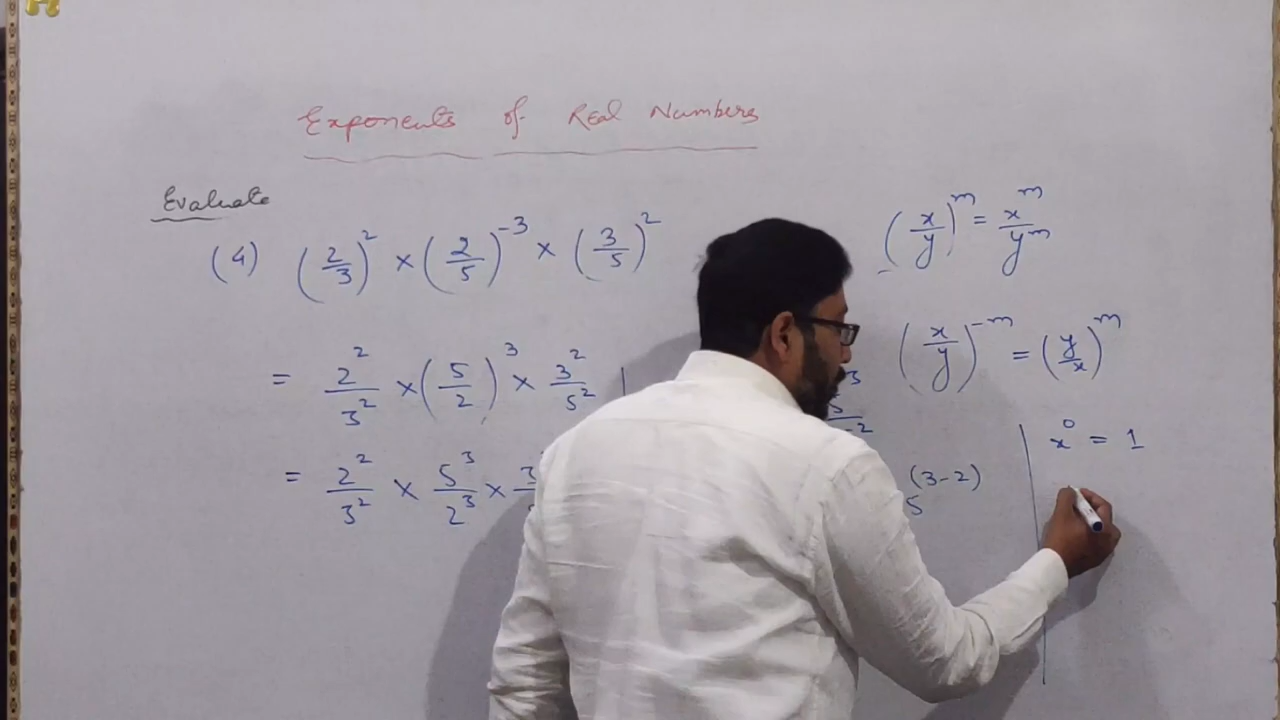 Exponents of Real Numbers
Evaluate
(4) (2/3)^2 × (2/5)^-3 × (3/5)^2
= 2^2/3^2 × (5/2)^3 × 3^2/5^2
= 2^2/3^2 × 5^3/2^3 × 3
5^(3-2)
(x/y)^m = x^m/y^m
(x/y)^-m = (y/x)^m
x^0 = 1